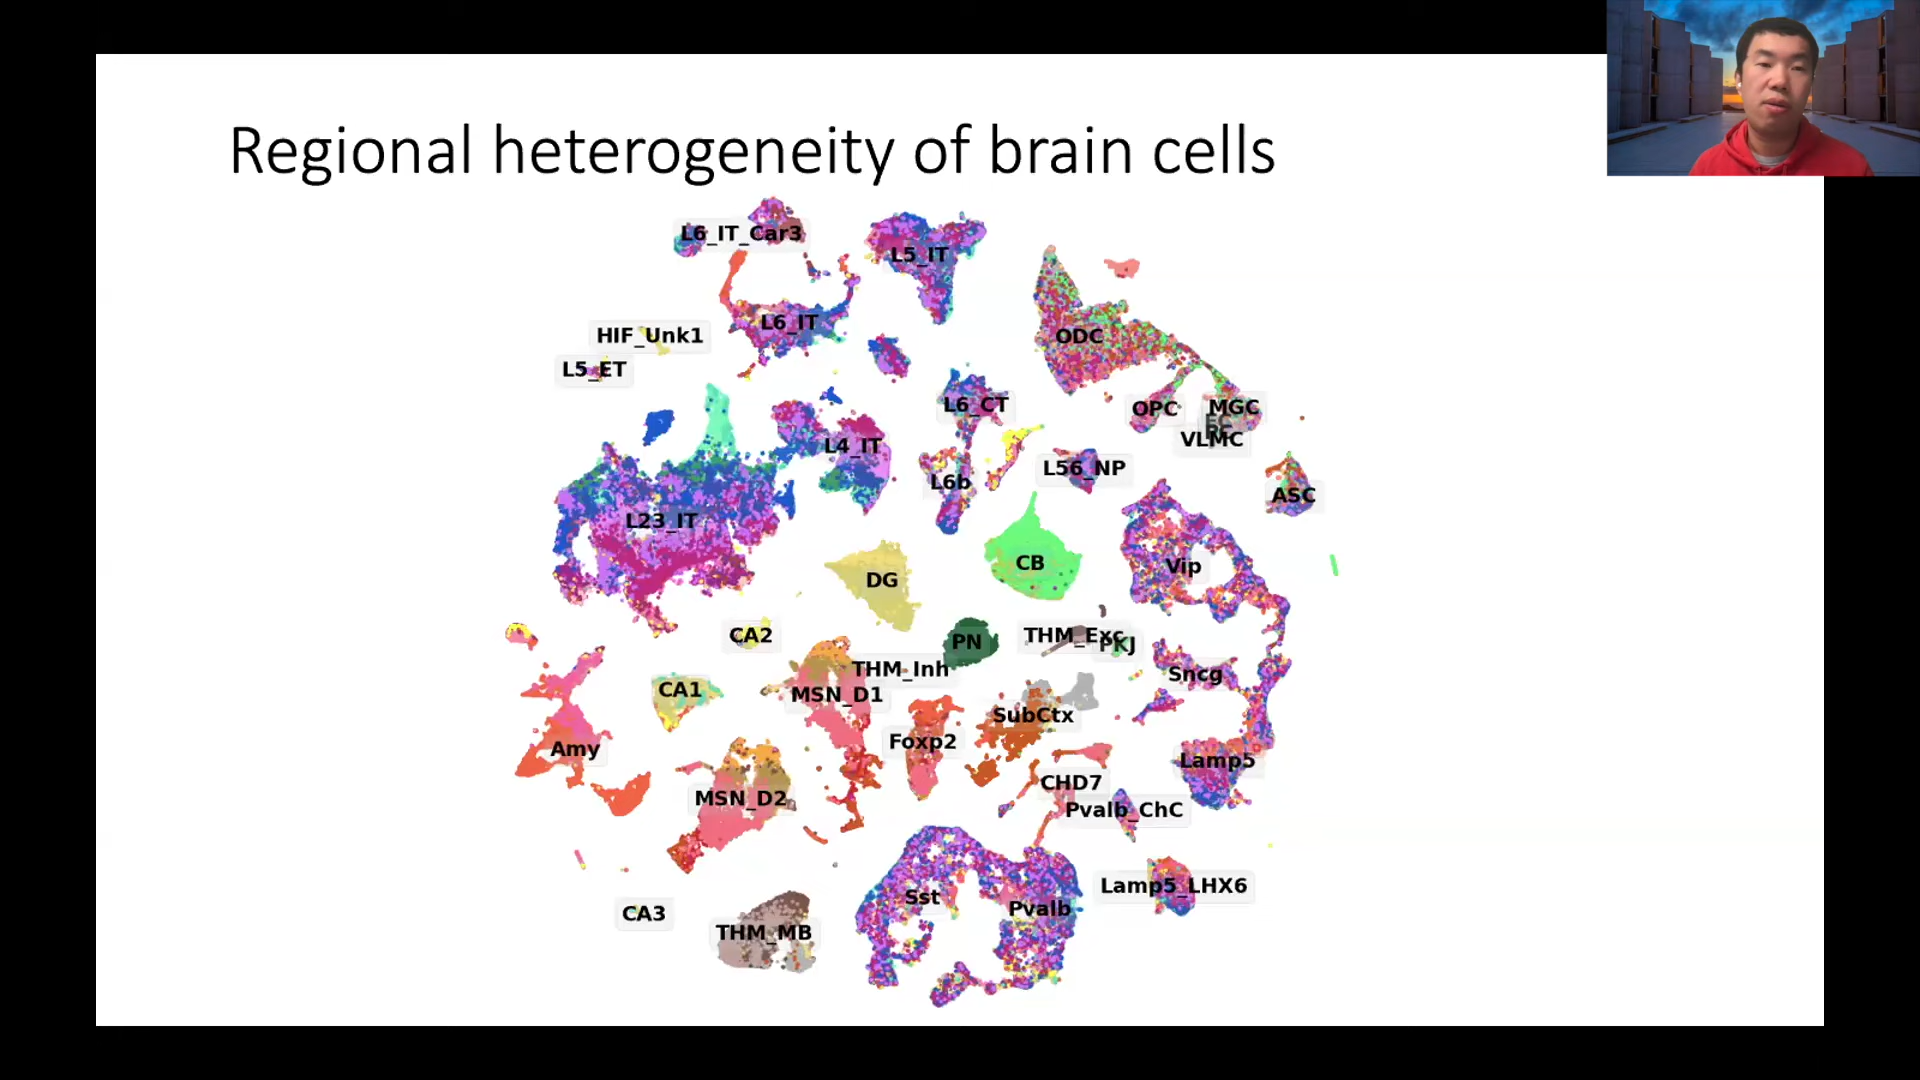 Regional heterogeneity of brain cells
L6_IT_Car3
L5_IT
L6_IT
HIF_Unk1
ODC
L5_ET
L6_CT
OPC
MGC
EC
VLMC
L4_IT
L6b
L56_NP
ASC
L23_IT
CB
Vip
DG
CA2
PN
THM_Exc
PKJ
THM_Inh
Sncg
CA1
MSN_D1
SubCtx
Foxp2
Amy
Lamp5
CHD7
MSN_D2
Pvalb_ChC
Lamp5_LHX6
Sst
Pvalb
CA3
THM_MB